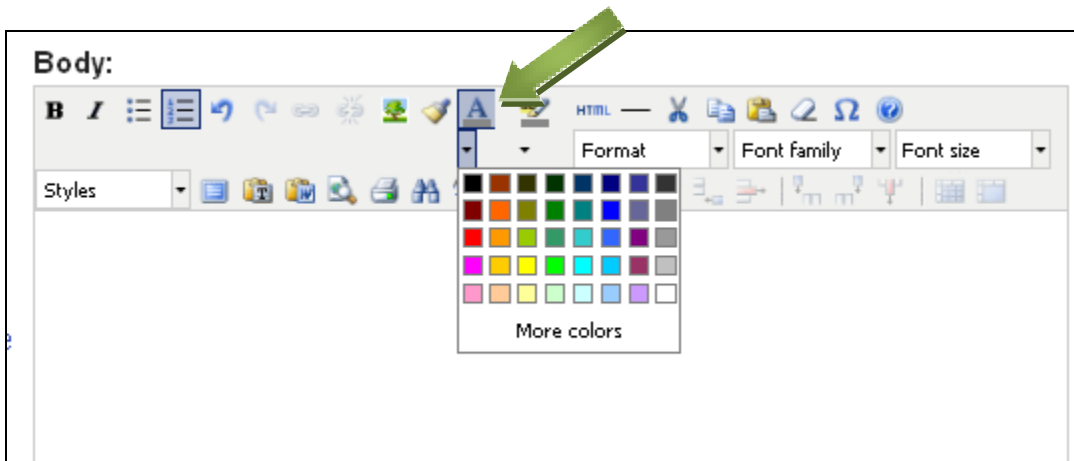 Body:
B I A HTML Ω ?
Format Font family Font size
Styles T W
More colors
e